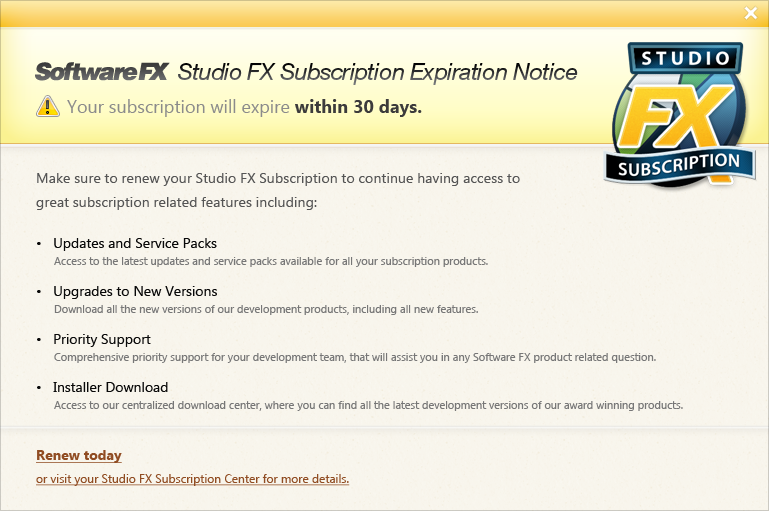 SoftwareFX Studio FX Subscription Expiration Notice
Your subscription will expire within 30 days.
STUDIO
FX
SUBSCRIPTION
Make sure to renew your Studio FX Subscription to continue having access to
great subscription related features including:
• Updates and Service Packs
Access to the latest updates and service packs available for all your subscription products.
• Upgrades to New Versions
Download all the new versions of our development products, including all new features.
• Priority Support
Comprehensive priority support for your development team, that will assist you in any Software FX product related question.
• Installer Download
Access to our centralized download center, where you can find all the latest development versions of our award winning products.
Renew today
or visit your Studio FX Subscription Center for more details.